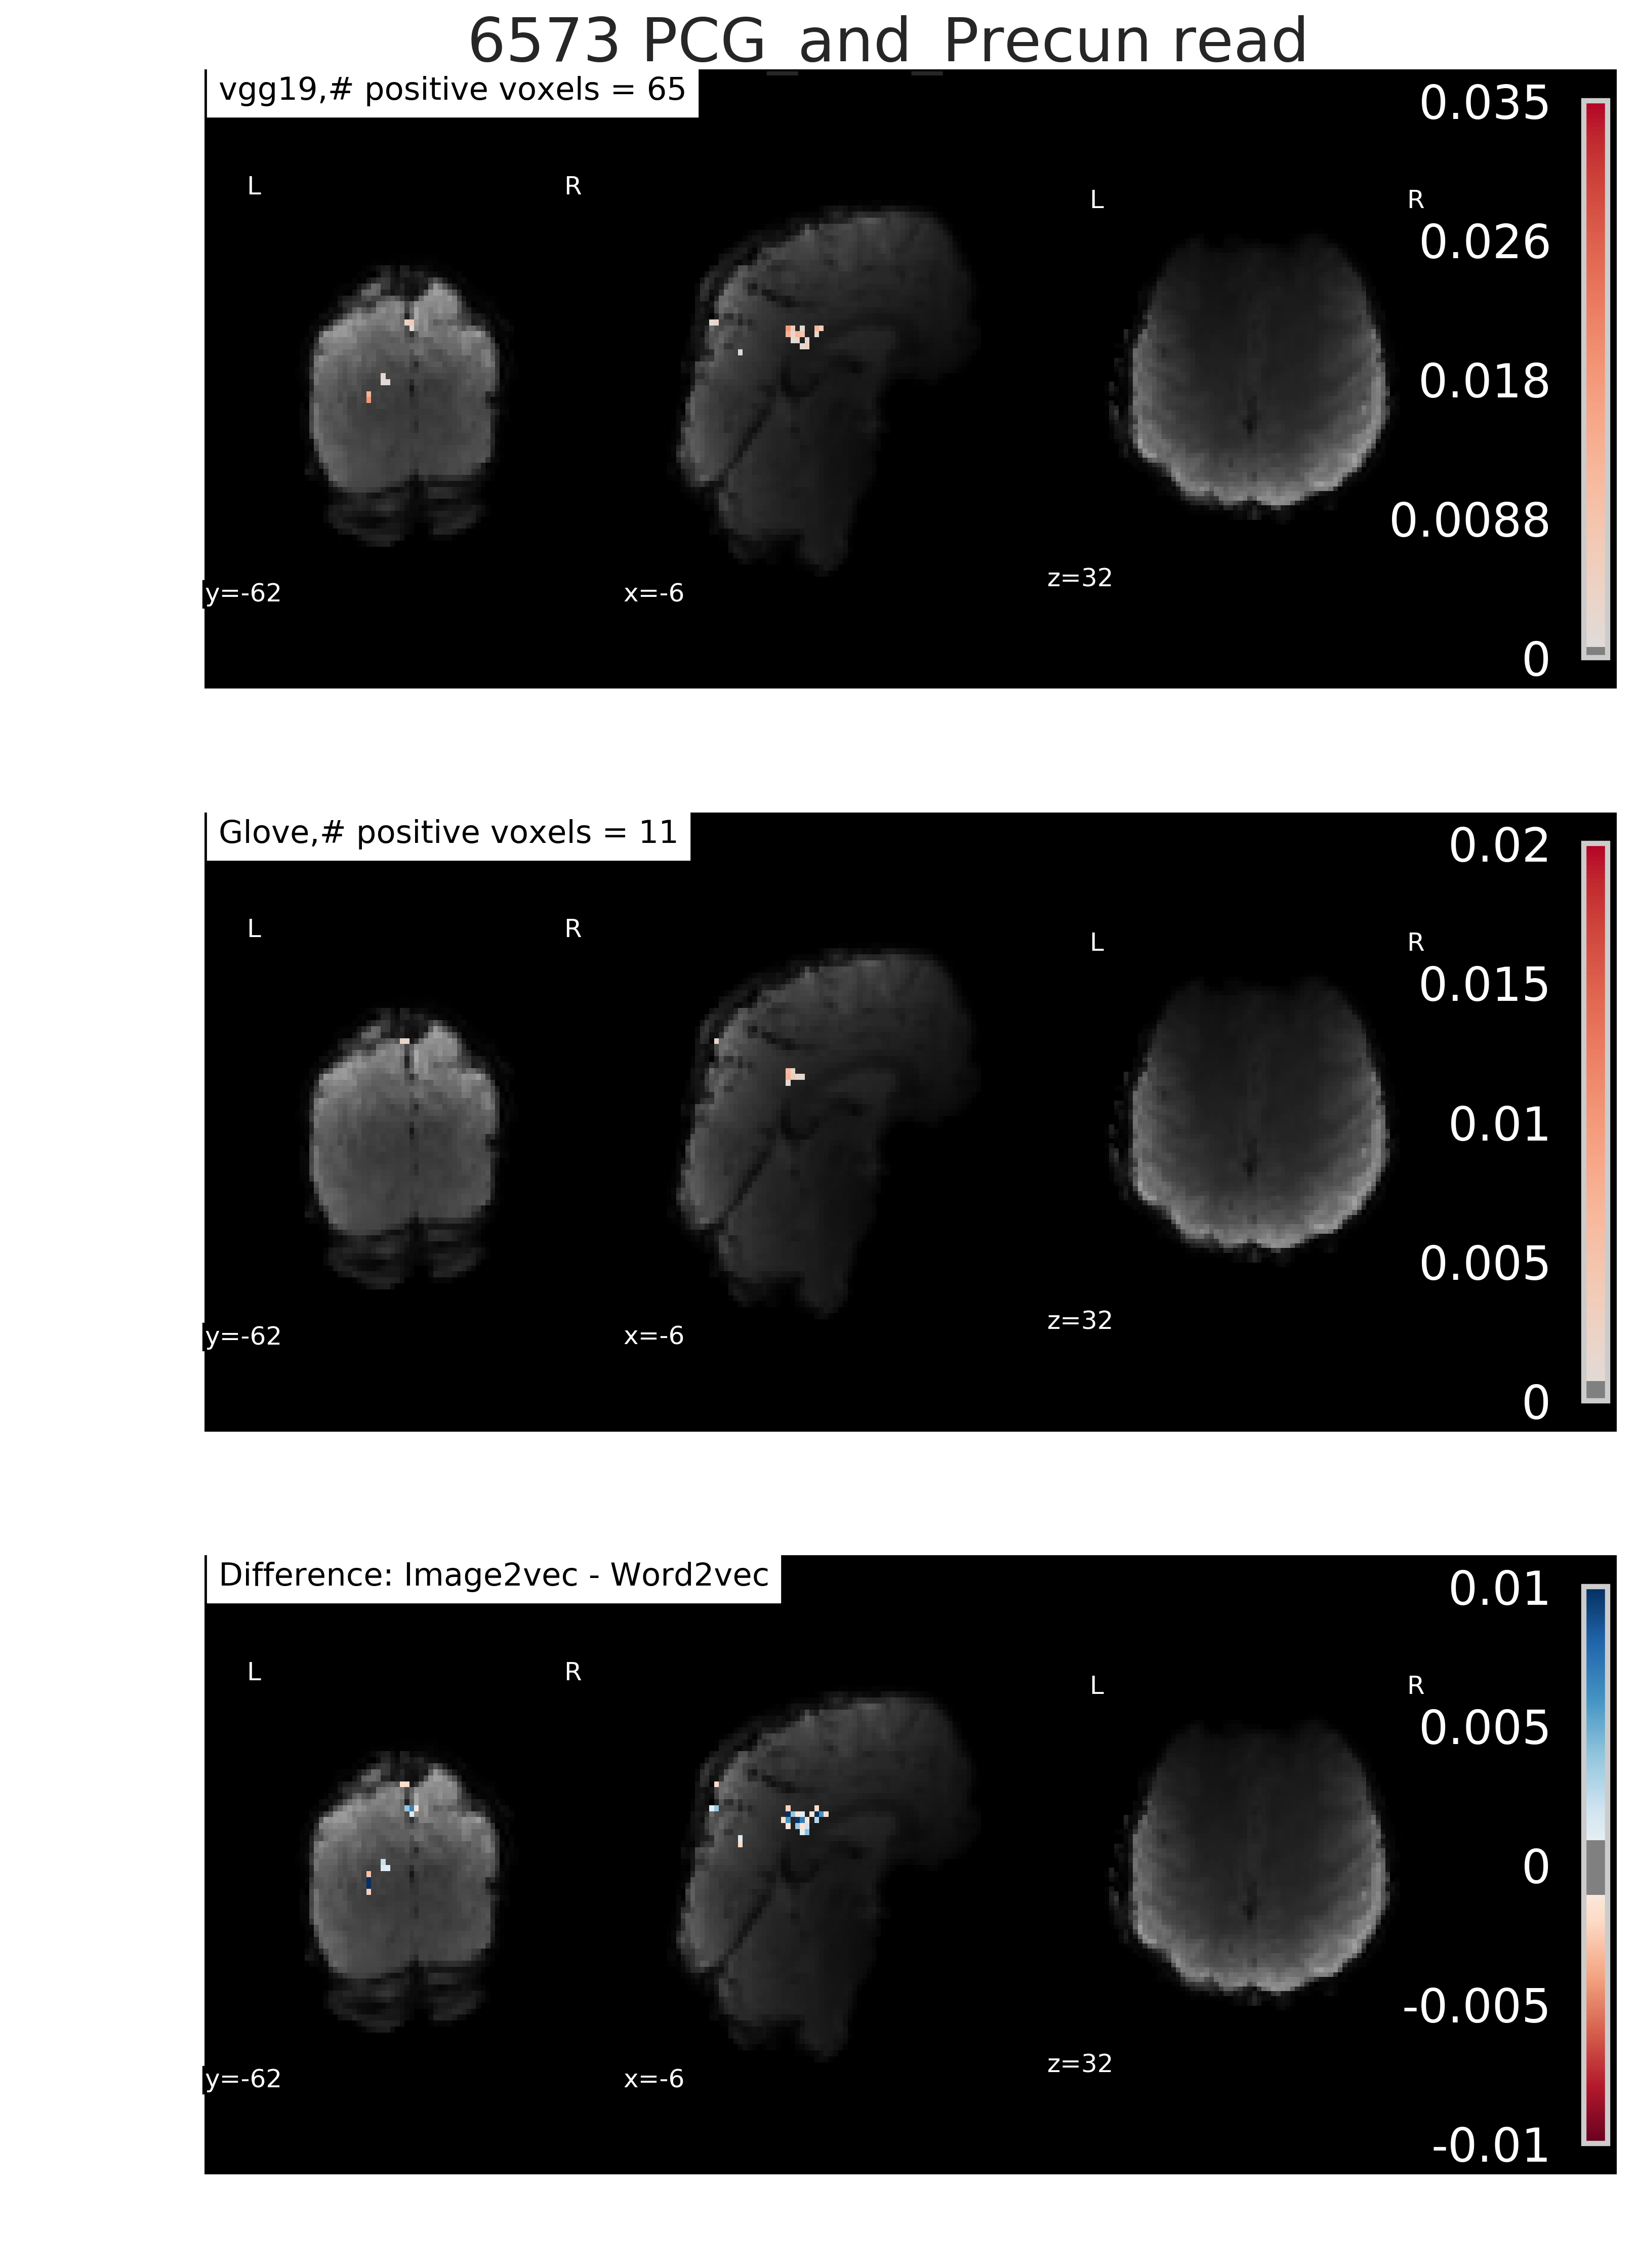 6573 PCG_and_Precun read
vgg19,# positive voxels = 65
0.035
L R L R
0.026
0.018
0.0088
y=-62 x=-6 z=32
0
Glove,# positive voxels = 11
0.02
L R L R
0.015
0.01
0.005
y=-62 x=-6 z=32
0
Difference: Image2vec - Word2vec
0.01
L R L R
0.005
0
-0.005
y=-62 x=-6 z=32
-0.01